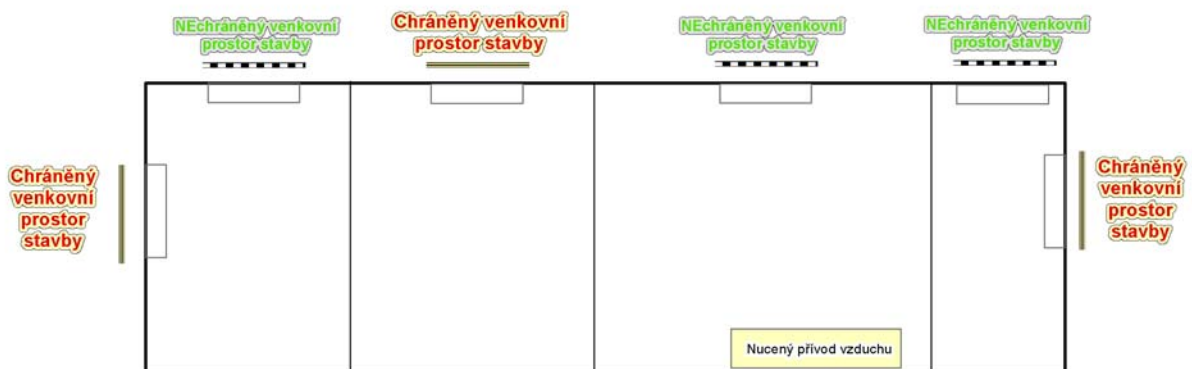 NEchráněný venkovní
prostor stavby
Chráněný venkovní
prostor stavby
NEchráněný venkovní
prostor stavby
NEchráněný venkovní
prostor stavby
Chráněný
venkovní
prostor
stavby
Chráněný
venkovní
prostor
stavby
Nucený přívod vzduchu